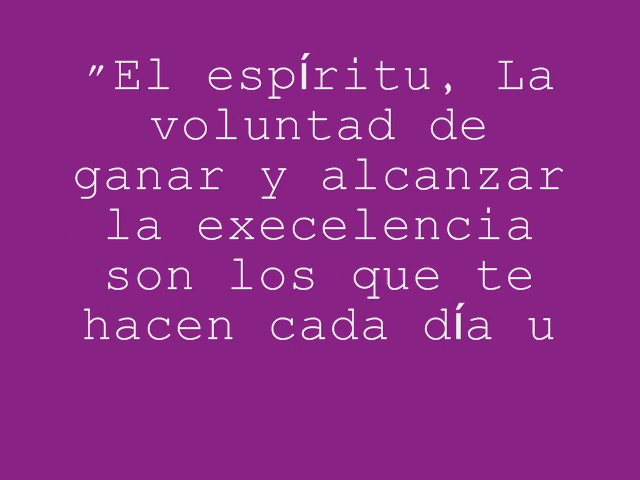 "El espíritu, La
voluntad de
ganar y alcanzar
la execelencia
son los que te
hacen cada día u